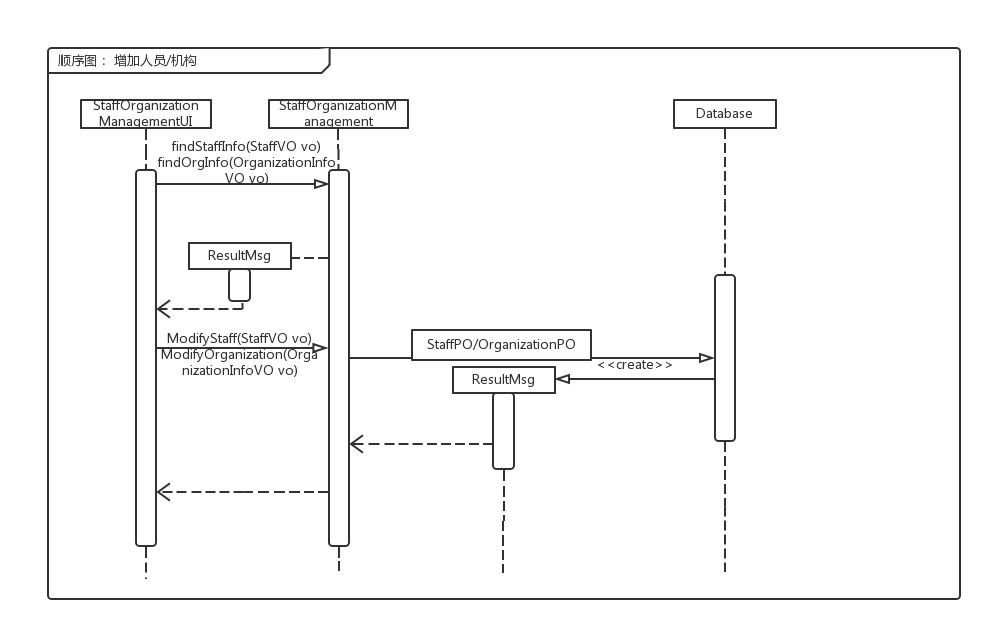 顺序图： 增加人员/机构
StaffOrganization
ManagementUI
StaffOrganizationM
anagement
Database
findStaffInfo(StaffVO vo)
findOrgInfo(OrganizationInfo
VO vo)
ResultMsg
ModifyStaff(StaffVO vo)
ModifyOrganization(Orga
nizationInfoVO vo)
StaffPO/OrganizationPO
<<create>>
ResultMsg